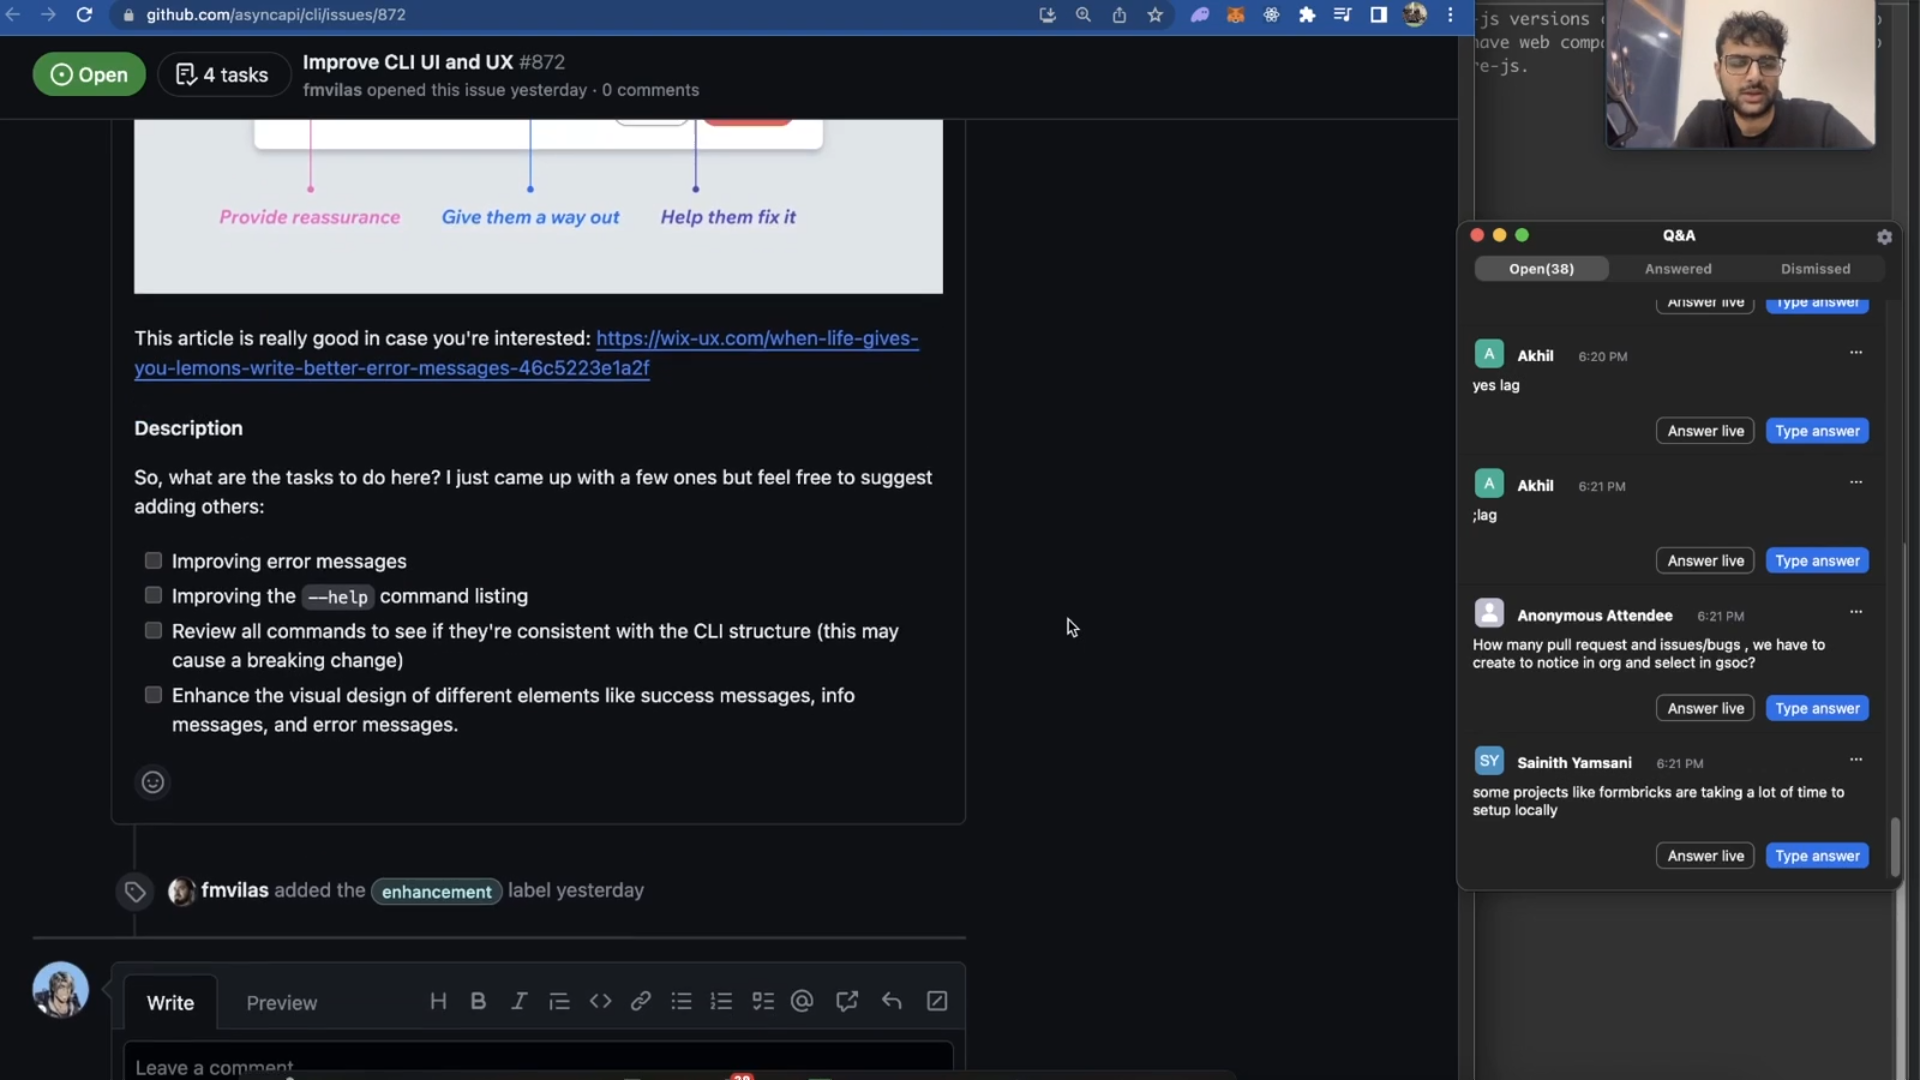 github.com/asyncapi/cli/issues/872
Open
4 tasks
Improve CLI UI and UX #872
fmvilas opened this issue yesterday · 0 comments
Provide reassurance
Give them a way out
Help them fix it
This article is really good in case you're interested: https://wix-ux.com/when-life-gives-
you-lemons-write-better-error-messages-46c5223e1a2f
Description
So, what are the tasks to do here? I just came up with a few ones but feel free to suggest
adding others:
Improving error messages
Improving the --help command listing
Review all commands to see if they're consistent with the CLI structure (this may
cause a breaking change)
Enhance the visual design of different elements like success messages, info
messages, and error messages.
fmvilas added the enhancement label yesterday
Write
Preview
Leave a comment
js versions
have web
re-js.
Q&A
Open(38)
Answered
Dismissed
Answer live
Type answer
A
Akhil
6:20 PM
yes lag
Answer live
Type answer
A
Akhil
6:21 PM
;lag
Answer live
Type answer
Anonymous Attendee
6:21 PM
How many pull request and issues/bugs , we have to
create to notice in org and select in gsoc?
Answer live
Type answer
SY
Sainith Yamsani
6:21 PM
some projects like formbricks are taking a lot of time to
setup locally
Answer live
Type answer